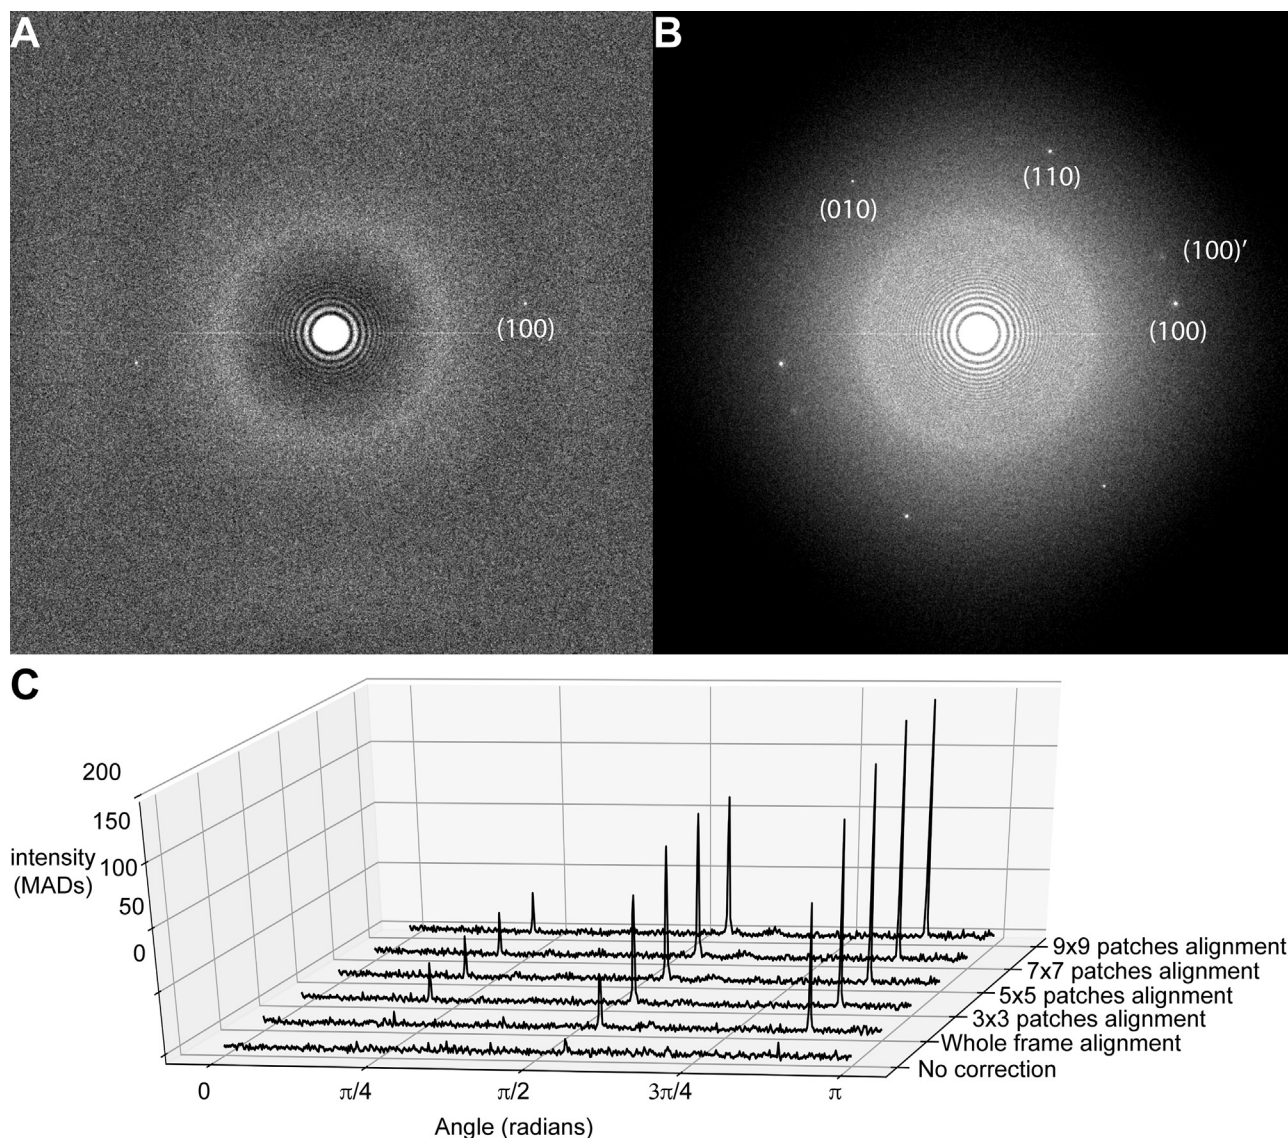 A
B
(110)
(010)
(100)′
(100)
(100)
C
200
150
intensity
100
(MADs)
50
0
9x9 patches alignment
7x7 patches alignment
5x5 patches alignment
3x3 patches alignment
Whole frame alignment
No correction
0
π/4
π/2
3π/4
π
Angle (radians)